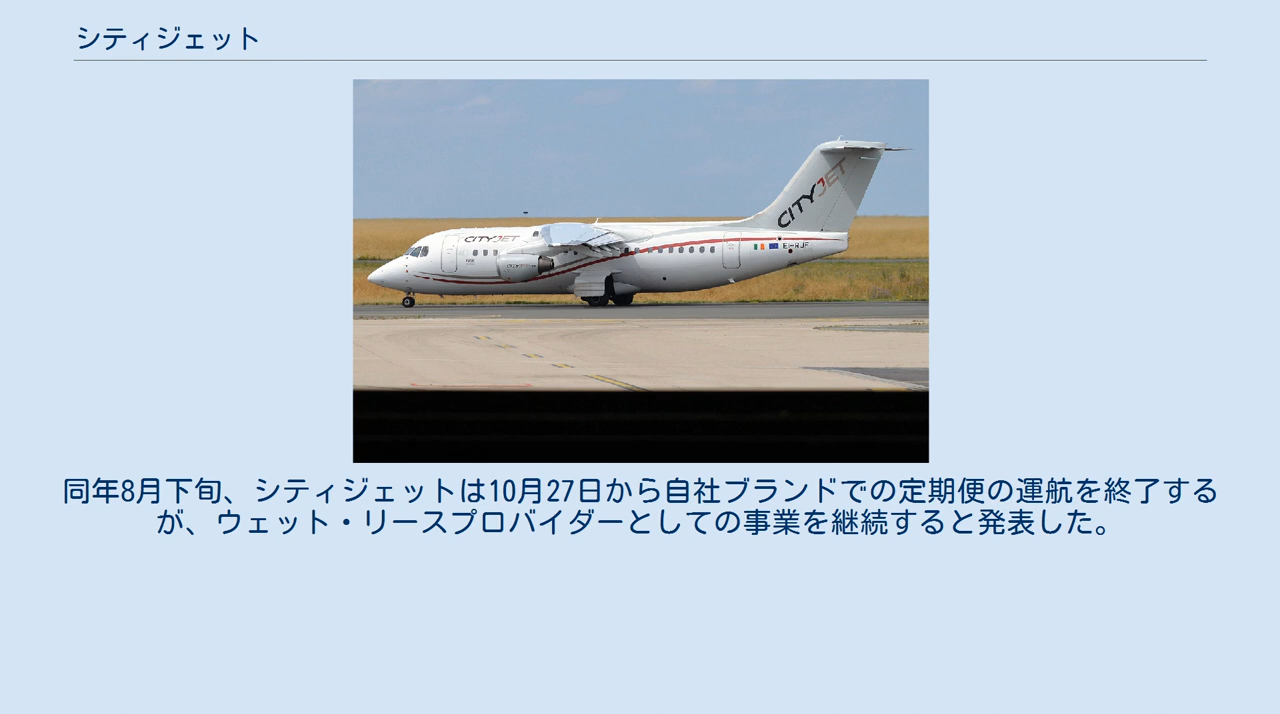 シティジェット
CITYJET
CITYJET
EI-RJF
同年8月下旬、シティジェットは10月27日から自社ブランドでの定期便の運航を終了する
が、ウェット・リースプロバイダーとしての事業を継続すると発表した。